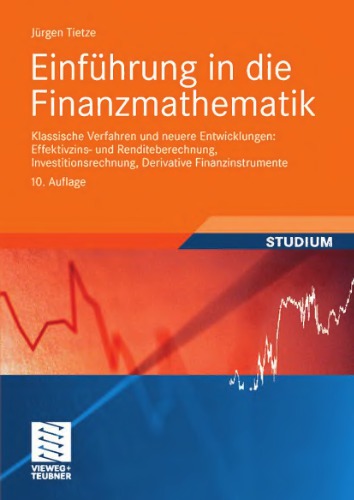 Jürgen Tietze
Einführung in die
Finanzmathematik
Klassische Verfahren und neuere Entwicklungen:
Effektivzins- und Renditeberechnung,
Investitionsrechnung, Derivative Finanzinstrumente
10. Auflage
STUDIUM
VIEWEG+
TEUBNER